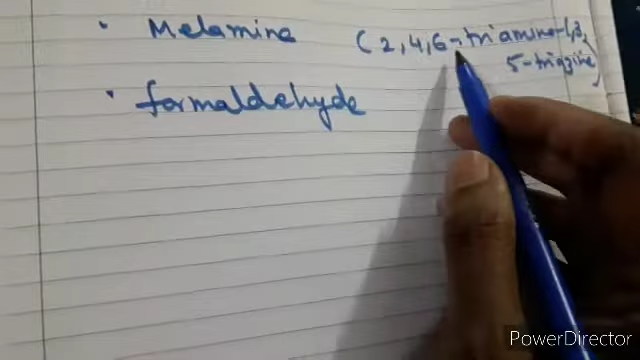 • Melamine (2,4,6-triamino-1,3,
5-triazine)
• formaldehyde
PowerDirector